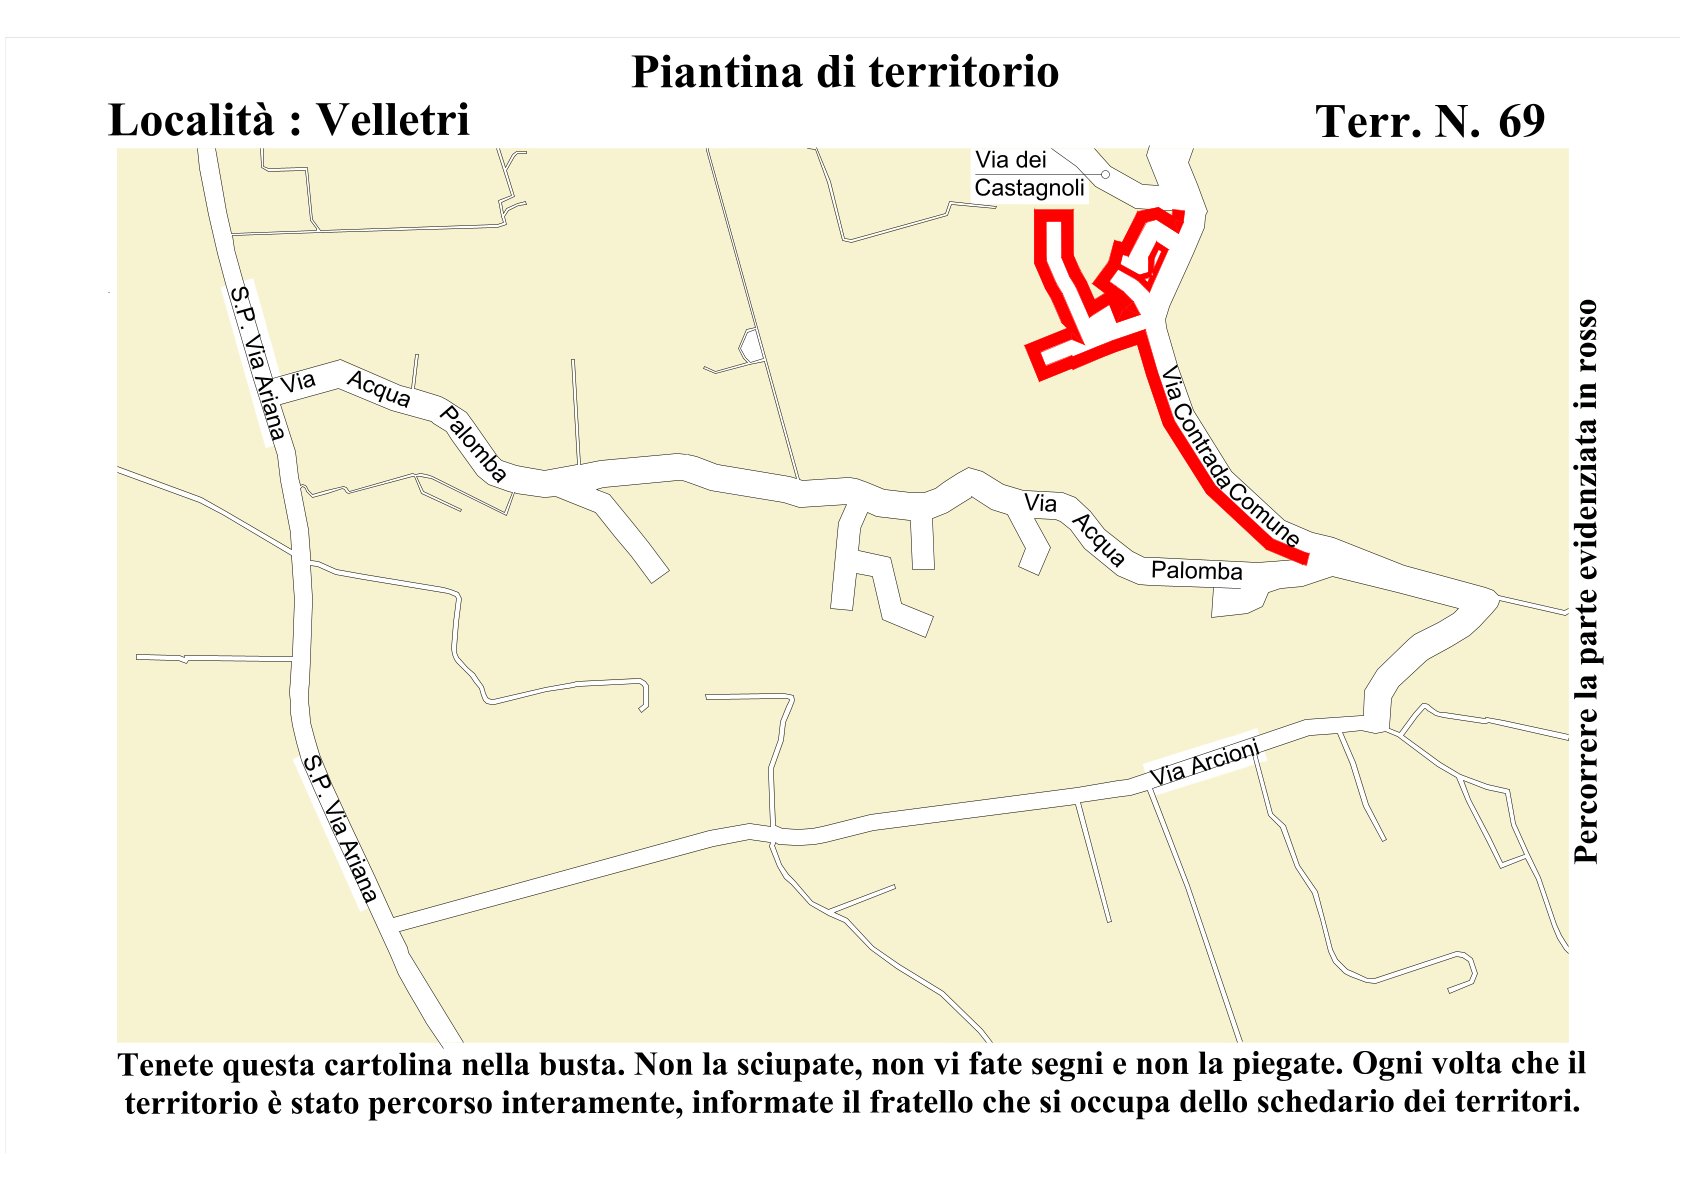 Piantina di territorio
Località : Velletri
Terr. N. 69
Via dei
Castagnoli
S.P. Via Ariana
Via Acqua Palomba
Via Contrada Comune
Via Acqua Palomba
Via Arcioni
S.P. Via Ariana
Percorrere la parte evidenziata in rosso
Tenete questa cartolina nella busta. Non la sciupate, non vi fate segni e non la piegate. Ogni volta che il
territorio è stato percorso interamente, informate il fratello che si occupa dello schedario dei territori.